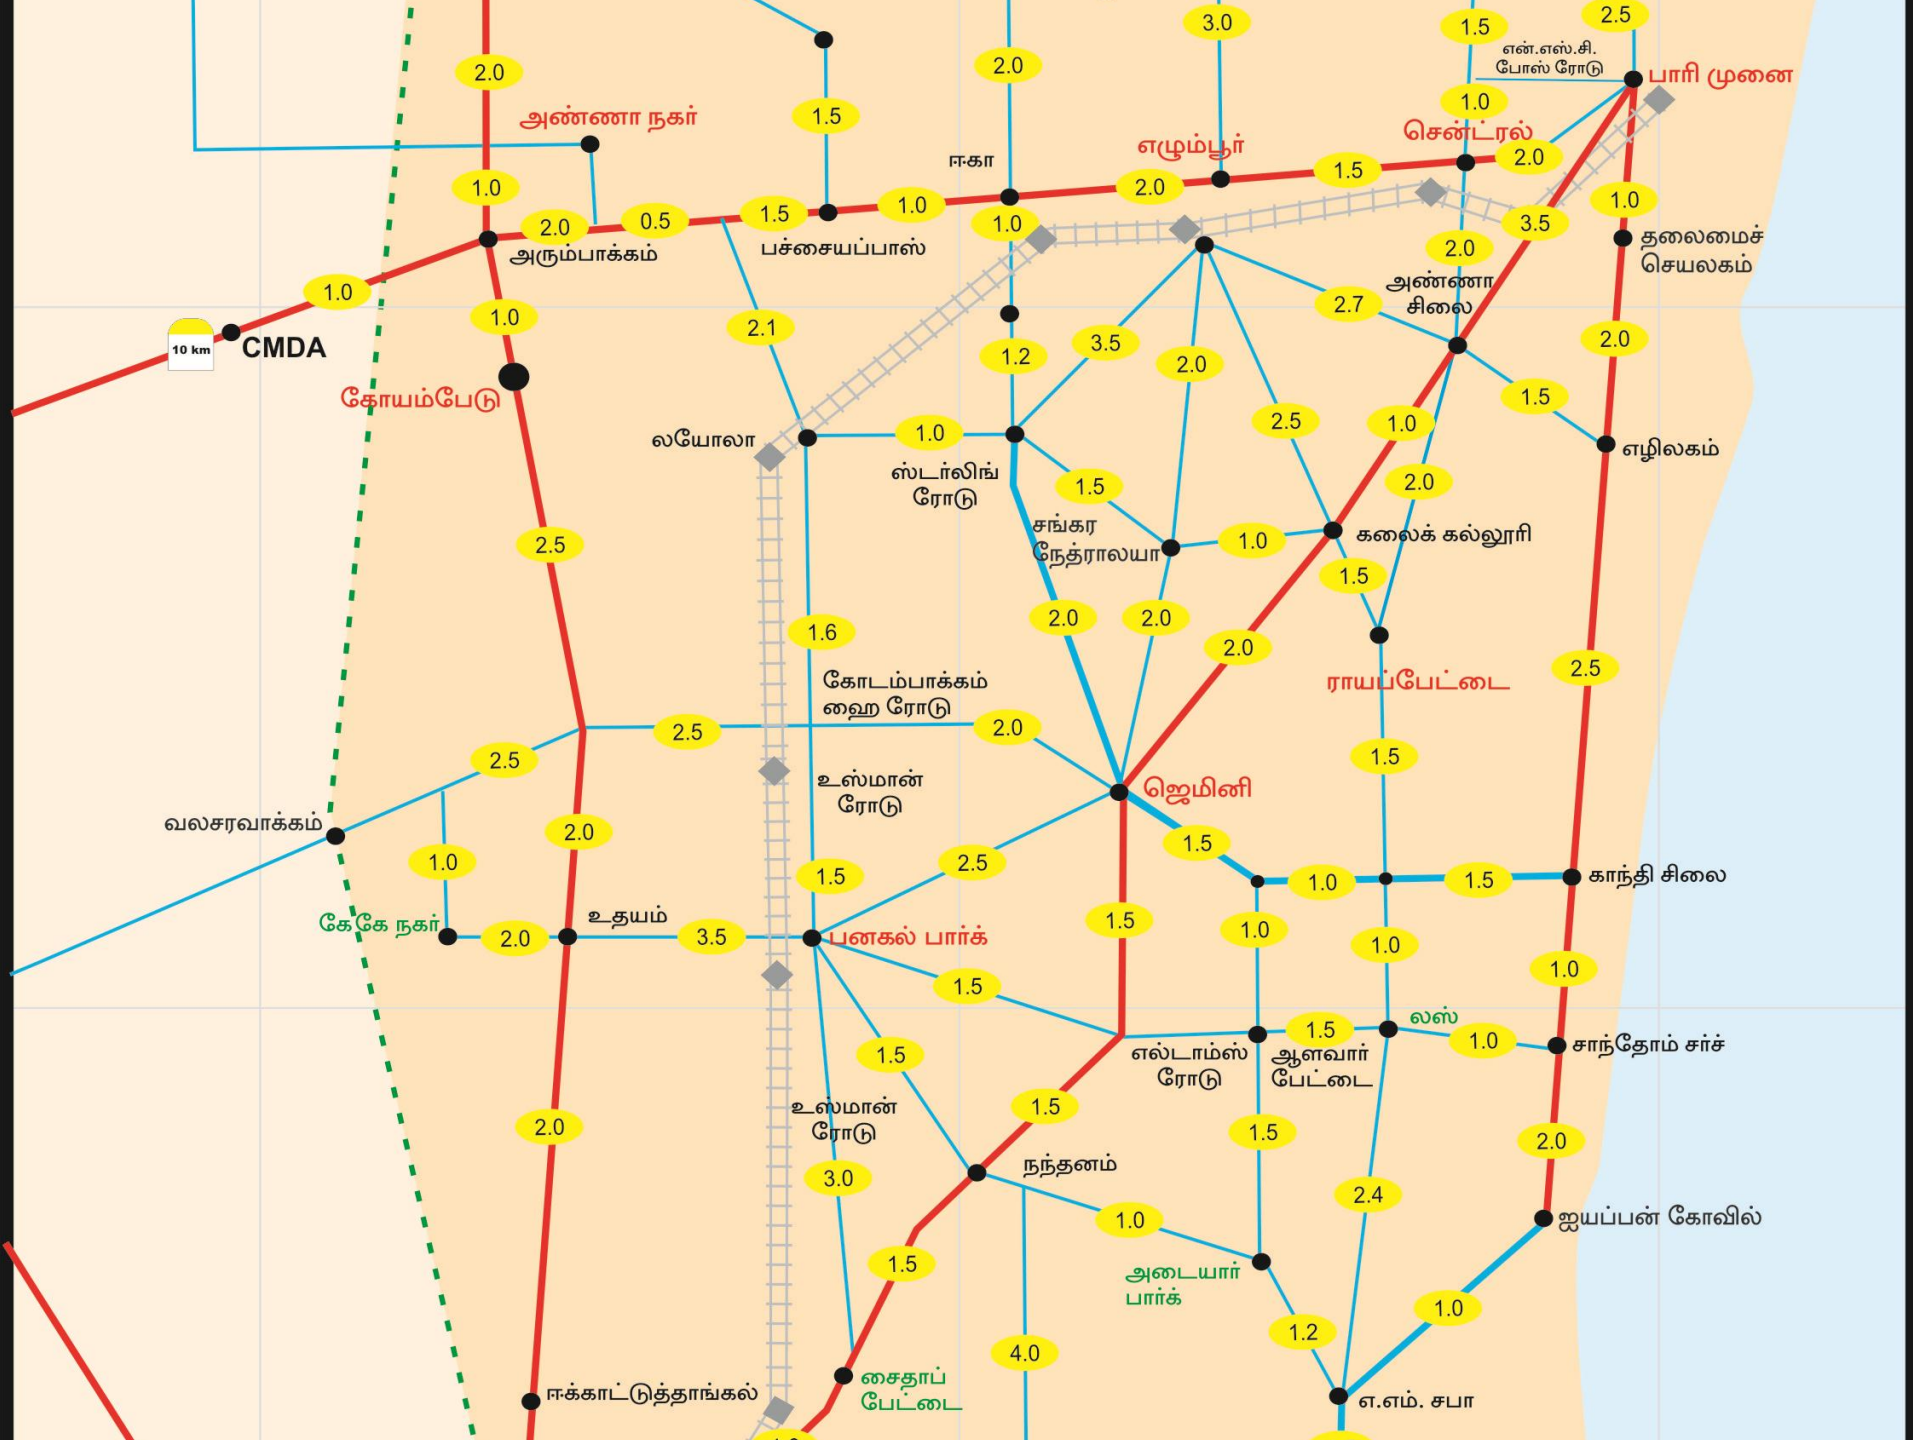 3.0
1.5
2.5
என்.எஸ்.சி.
போஸ் ரோடு
பாரி முனை
2.0
2.0
1.0
அண்ணா நகர்
1.5
எழும்பூர்
சென்ட்ரல்
ஈகா
2.0
1.0
2.0
1.5
1.0
2.0
0.5
1.5
1.0
1.0
3.5
அரும்பாக்கம்
பச்சையப்பாஸ்
2.0
தலைமைச்
செயலகம்
1.0
1.0
2.1
அண்ணா
சிலை
2.7
10 km
CMDA
1.2
3.5
2.0
2.0
கோயம்பேடு
1.5
லயோலா
1.0
2.5
1.0
எழிலகம்
ஸ்டர்லிங்
ரோடு
1.5
2.0
சங்கர
நேத்ராலயா
2.5
1.0
கலைக் கல்லூரி
1.5
1.6
2.0
2.0
2.0
2.5
கோடம்பாக்கம்
ஹை ரோடு
ராயப்பேட்டை
2.5
2.5
2.0
1.5
உஸ்மான்
ரோடு
ஜெமினி
வலசரவாக்கம்
2.0
1.5
1.0
1.5
2.5
1.0
1.5
காந்தி சிலை
கேகே நகர்
2.0
உதயம்
3.5
பனகல் பார்க்
1.5
1.0
1.0
1.0
1.5
லஸ்
1.5
எல்டாம்ஸ்
ரோடு
1.5
ஆளவார்
பேட்டை
1.0
சாந்தோம் சர்ச்
உஸ்மான்
ரோடு
1.5
2.0
1.5
2.0
3.0
நந்தனம்
1.0
2.4
ஐயப்பன் கோவில்
1.5
அடையார்
பார்க்
1.0
1.2
4.0
ஈக்காட்டுத்தாங்கல்
சைதாப்
பேட்டை
எ.எம். சபா